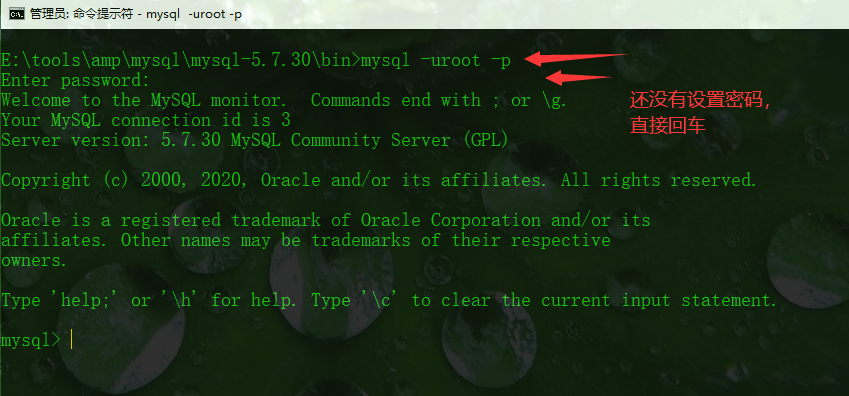 管理员: 命令提示符 - mysql  -uroot -p
E:\tools\amp\mysql\mysql-5.7.30\bin>mysql -uroot -p
Enter password:
Welcome to the MySQL monitor.  Commands end with ; or \g.
Your MySQL connection id is 3
Server version: 5.7.30 MySQL Community Server (GPL)
还没有设置密码，
直接回车
Copyright (c) 2000, 2020, Oracle and/or its affiliates. All rights reserved.
Oracle is a registered trademark of Oracle Corporation and/or its
affiliates. Other names may be trademarks of their respective
owners.
Type 'help;' or '\h' for help. Type '\c' to clear the current input statement.
mysql>